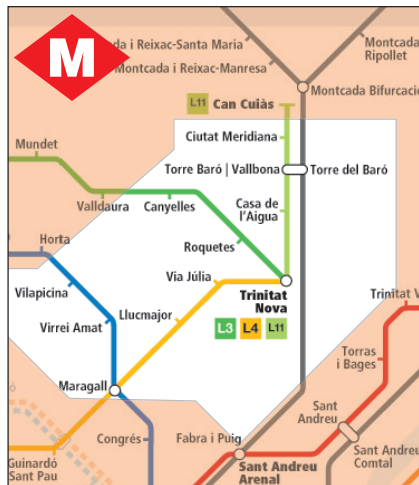 M
da i Reixac-Santa Maria
Montcada i
Ripollet
Montcada i Reixac-Manresa
Montcada Bifurcació
L11 Can Cuiàs
Ciutat Meridiana
Mundet
Torre Baró | Vallbona
Torre del Baró
Valldaura
Canyelles
Casa de
l'Aigua
Horta
Roquetes
Via Júlia
Vilapicina
Trinitat
Nova
Trinitat V
Llucmajor
Virrei Amat
L3 L4 L11
Torras
i Bages
Maragall
Sant
Andreu
Congrés
Fabra i Puig
Sant Andreu
Comtal
Guinardó
Sant Pau
Sant Andreu
Arenal